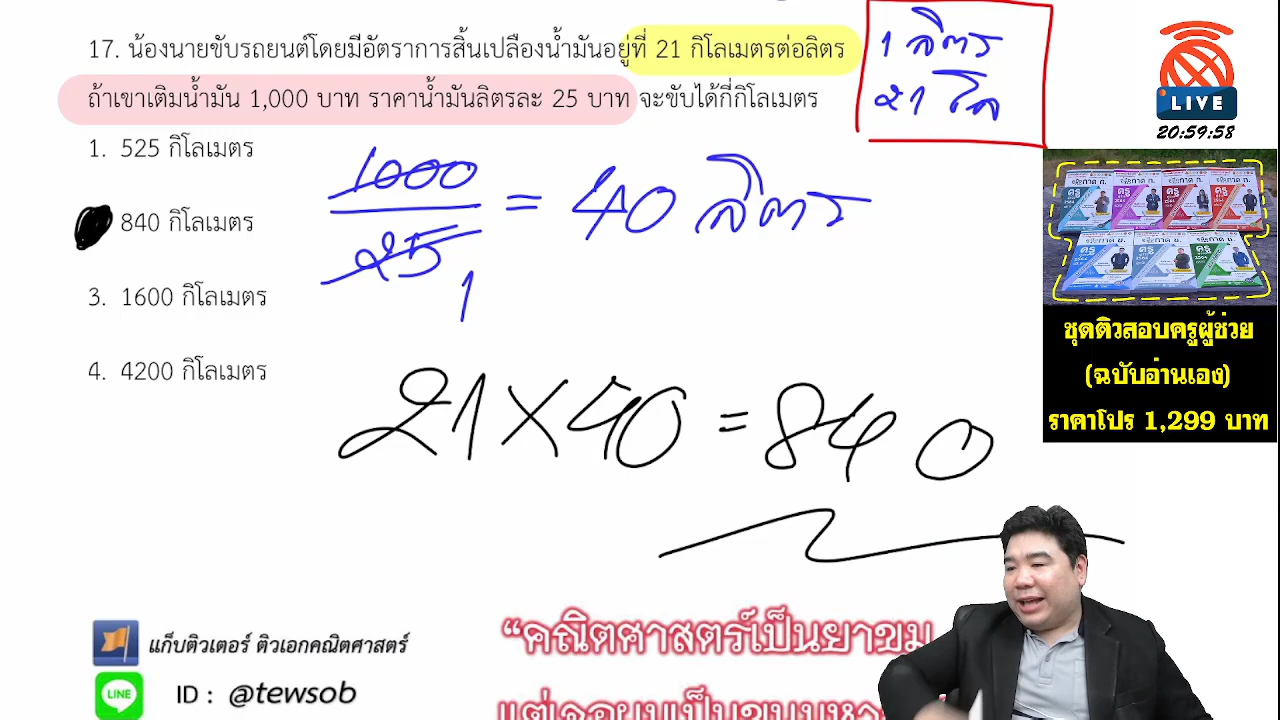 17. น้องนายขับรถยนต์โดยมีอัตราการสิ้นเปลืองน้ำมันอยู่ที่ 21 กิโลเมตรต่อลิตร
ถ้าเขาเติมน้ำมัน 1,000 บาท ราคาน้ำมันลิตรละ 25 บาท จะขับได้กี่กิโลเมตร
1 ลิตร
21 โล
1. 525 กิโลเมตร
840 กิโลเมตร
3. 1600 กิโลเมตร
4. 4200 กิโลเมตร
1000
25
1
= 40 ลิตร
21 × 40 = 840
LIVE
20:59:58
ชุดติวสอบครูผู้ช่วย
(ฉบับอ่านเอง)
ราคาโปร 1,299 บาท
แก็บติวเตอร์ ติวเอกคณิตศาสตร์
LINE
ID : @tewsob
“คณิตศาสตร์เป็นยาขม